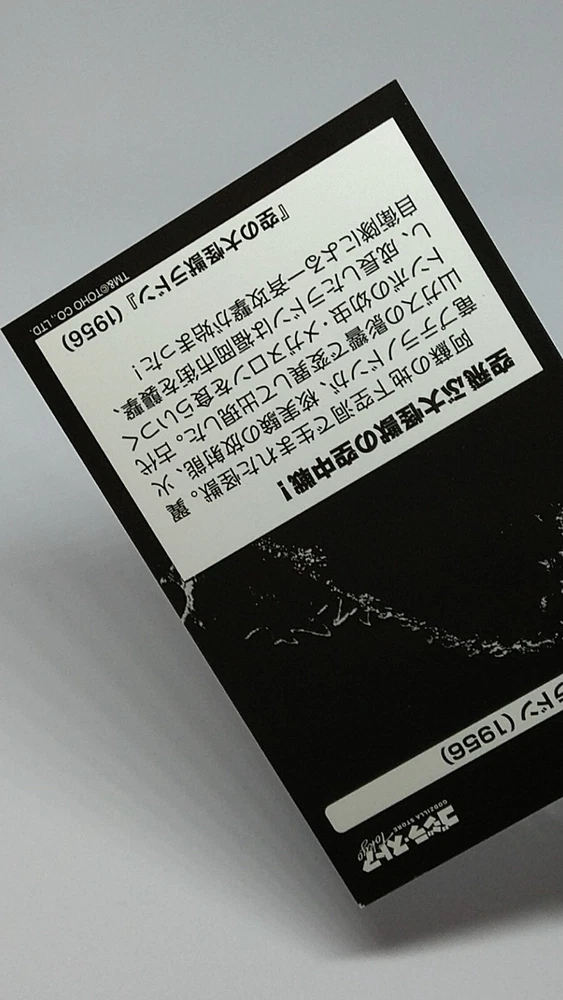 ゴジラ・ストア
GODZILLA STORE Tokyo
ラドン (1956)
空飛ぶ大怪獣の空中戦!
阿蘇の地下空洞で生まれた怪獣。翼
竜プテラノドンが、核実験の放射能、火
山ガスの影響で変異して出現した。古代
トンボの幼虫・メガヌロンを食らいつく
し、成長したラドンは福岡市街を襲撃、
自衛隊による一斉攻撃が始まった!
『空の大怪獣ラドン』(1956)
TM&©TOHO CO., LTD.